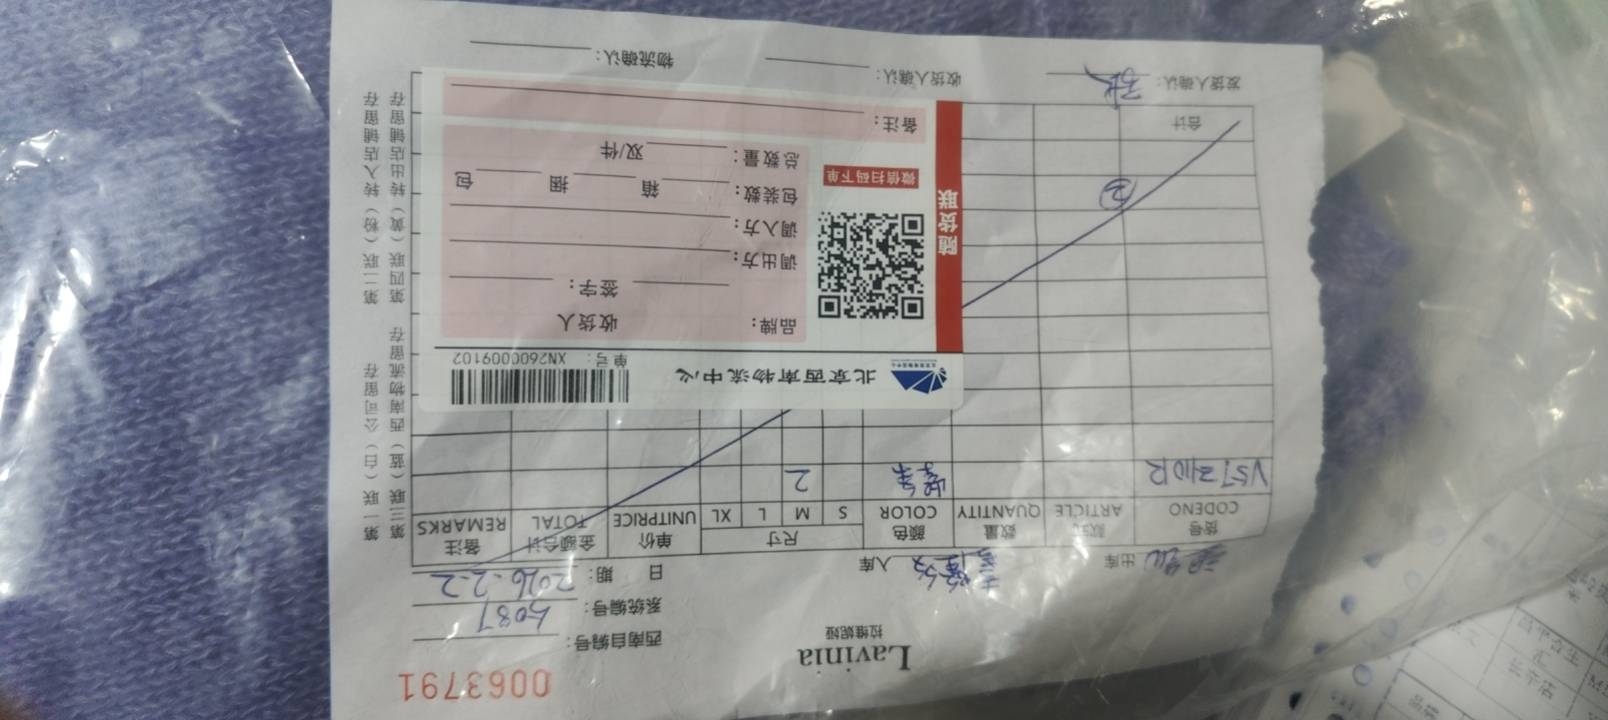 0063791
Lavinia
拉维妮娅
西南自编号：
系统编号： 5087
日 期： 2026-2-2
出库
入库
货号 款式 数量 颜色 尺寸 单价 金额合计 备注
CODENO ARTICLE QUANTITY COLOR S M L XL UNITPRICE TOTAL REMARKS
2
北京西南物流中心
单号： XN2600009102
随货联
品牌： 收货人
签字：
调出方：
调入方：
包装数： 箱 捆 包
总数量： 双/件
备注：
微信扫码下单
②
合计
发货人确认：
收货人确认：
物流确认：
第一联（白）公司留存 第二联（粉）转入店铺留存
第三联（蓝）西南物流留存 第四联（黄）转出店铺留存